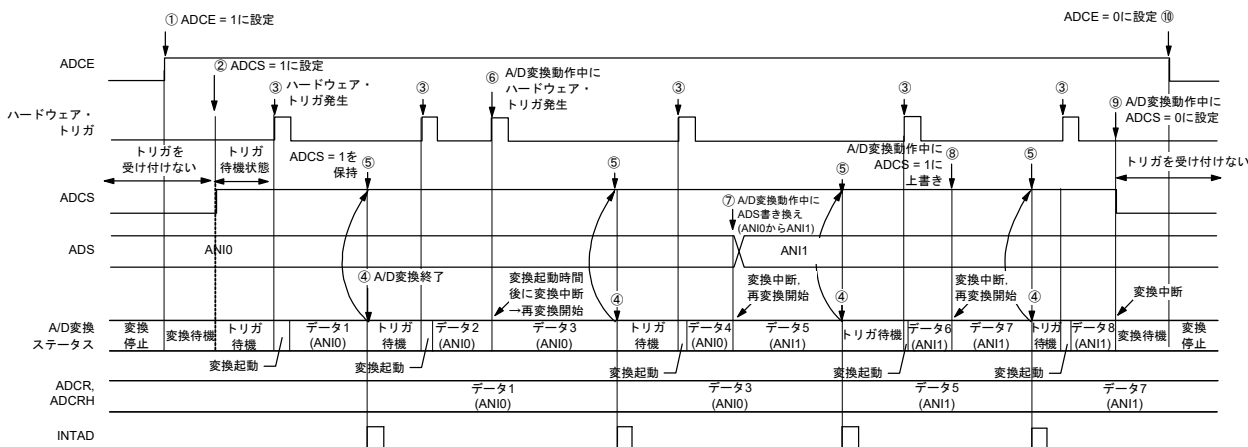 ① ADCE = 1に設定
ADCE = 0に設定 ⑩
ADCE
② ADCS = 1に設定
③ ハードウェア・
トリガ発生
③
⑥ A/D変換動作中に
ハードウェア・
トリガ発生
③
③
③
⑨ A/D変換動作中に
ADCS = 0に設定
ハードウェア・
トリガ
トリガを
受け付けない
トリガ
待機状態
ADCS = 1を
保持
⑤
⑤
A/D変換動作中に
ADCS = 1に
上書き
⑤
⑧
⑤
トリガを受け付けない
ADCS
⑦ A/D変換動作中に
ADS書き換え
(ANI0からANI1)
ADS
ANI0
ANI1
④ A/D変換終了
変換起動時間
後に変換中断
→再変換開始
④
変換中断,
再変換開始
④
変換中断,
再変換開始
④
変換中断
A/D変換
ステータス
変換
停止
変換待機
トリガ
待機
データ1
(ANI0)
トリガ
待機
データ2
(ANI0)
データ3
(ANI0)
トリガ
待機
データ4
(ANI0)
データ5
(ANI1)
トリガ待機
データ6
(ANI1)
データ7
(ANI1)
トリガ
待機
データ8
(ANI1)
変換待機
変換
停止
変換起動
変換起動
変換起動
変換起動
変換起動
ADCR,
ADCRH
データ1
(ANI0)
データ3
(ANI0)
データ5
(ANI1)
データ7
(ANI1)
INTAD